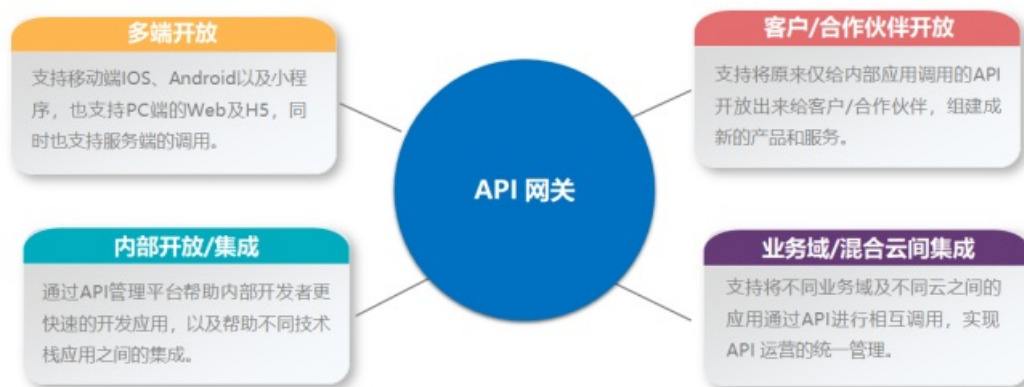 多端开放
支持移动端IOS、Android以及小程
序，也支持PC端的Web及H5，同
时也支持服务端的调用。
客户/合作伙伴开放
支持将原来仅给内部应用调用的API
开放出来给客户/合作伙伴，组建成
新的产品和服务。
API 网关
内部开放/集成
通过API管理平台帮助内部开发者更
快速的开发应用，以及帮助不同技术
栈应用之间的集成。
业务域/混合云间集成
支持将不同业务域及不同云之间的
应用通过API进行相互调用，实现
API 运营的统一管理。